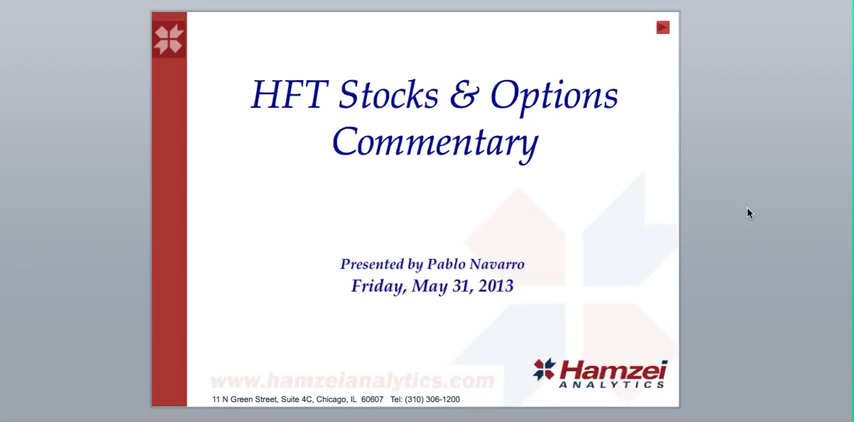 HFT Stocks & Options
Commentary
Presented by Pablo Navarro
Friday, May 31, 2013
www.hamzeianalytics.com
Hamzei
ANALYTICS
11 N Green Street, Suite 4C, Chicago, IL 60607 Tel: (310) 306-1200